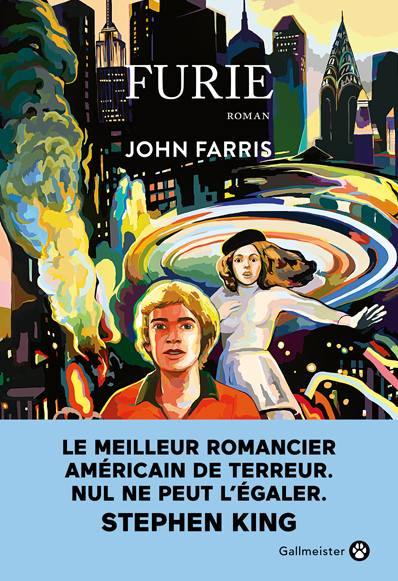 FURIE
ROMAN
JOHN FARRIS
LE MEILLEUR ROMANCIER
AMÉRICAIN DE TERREUR.
NUL NE PEUT L'ÉGALER.
STEPHEN KING
Gallmeister